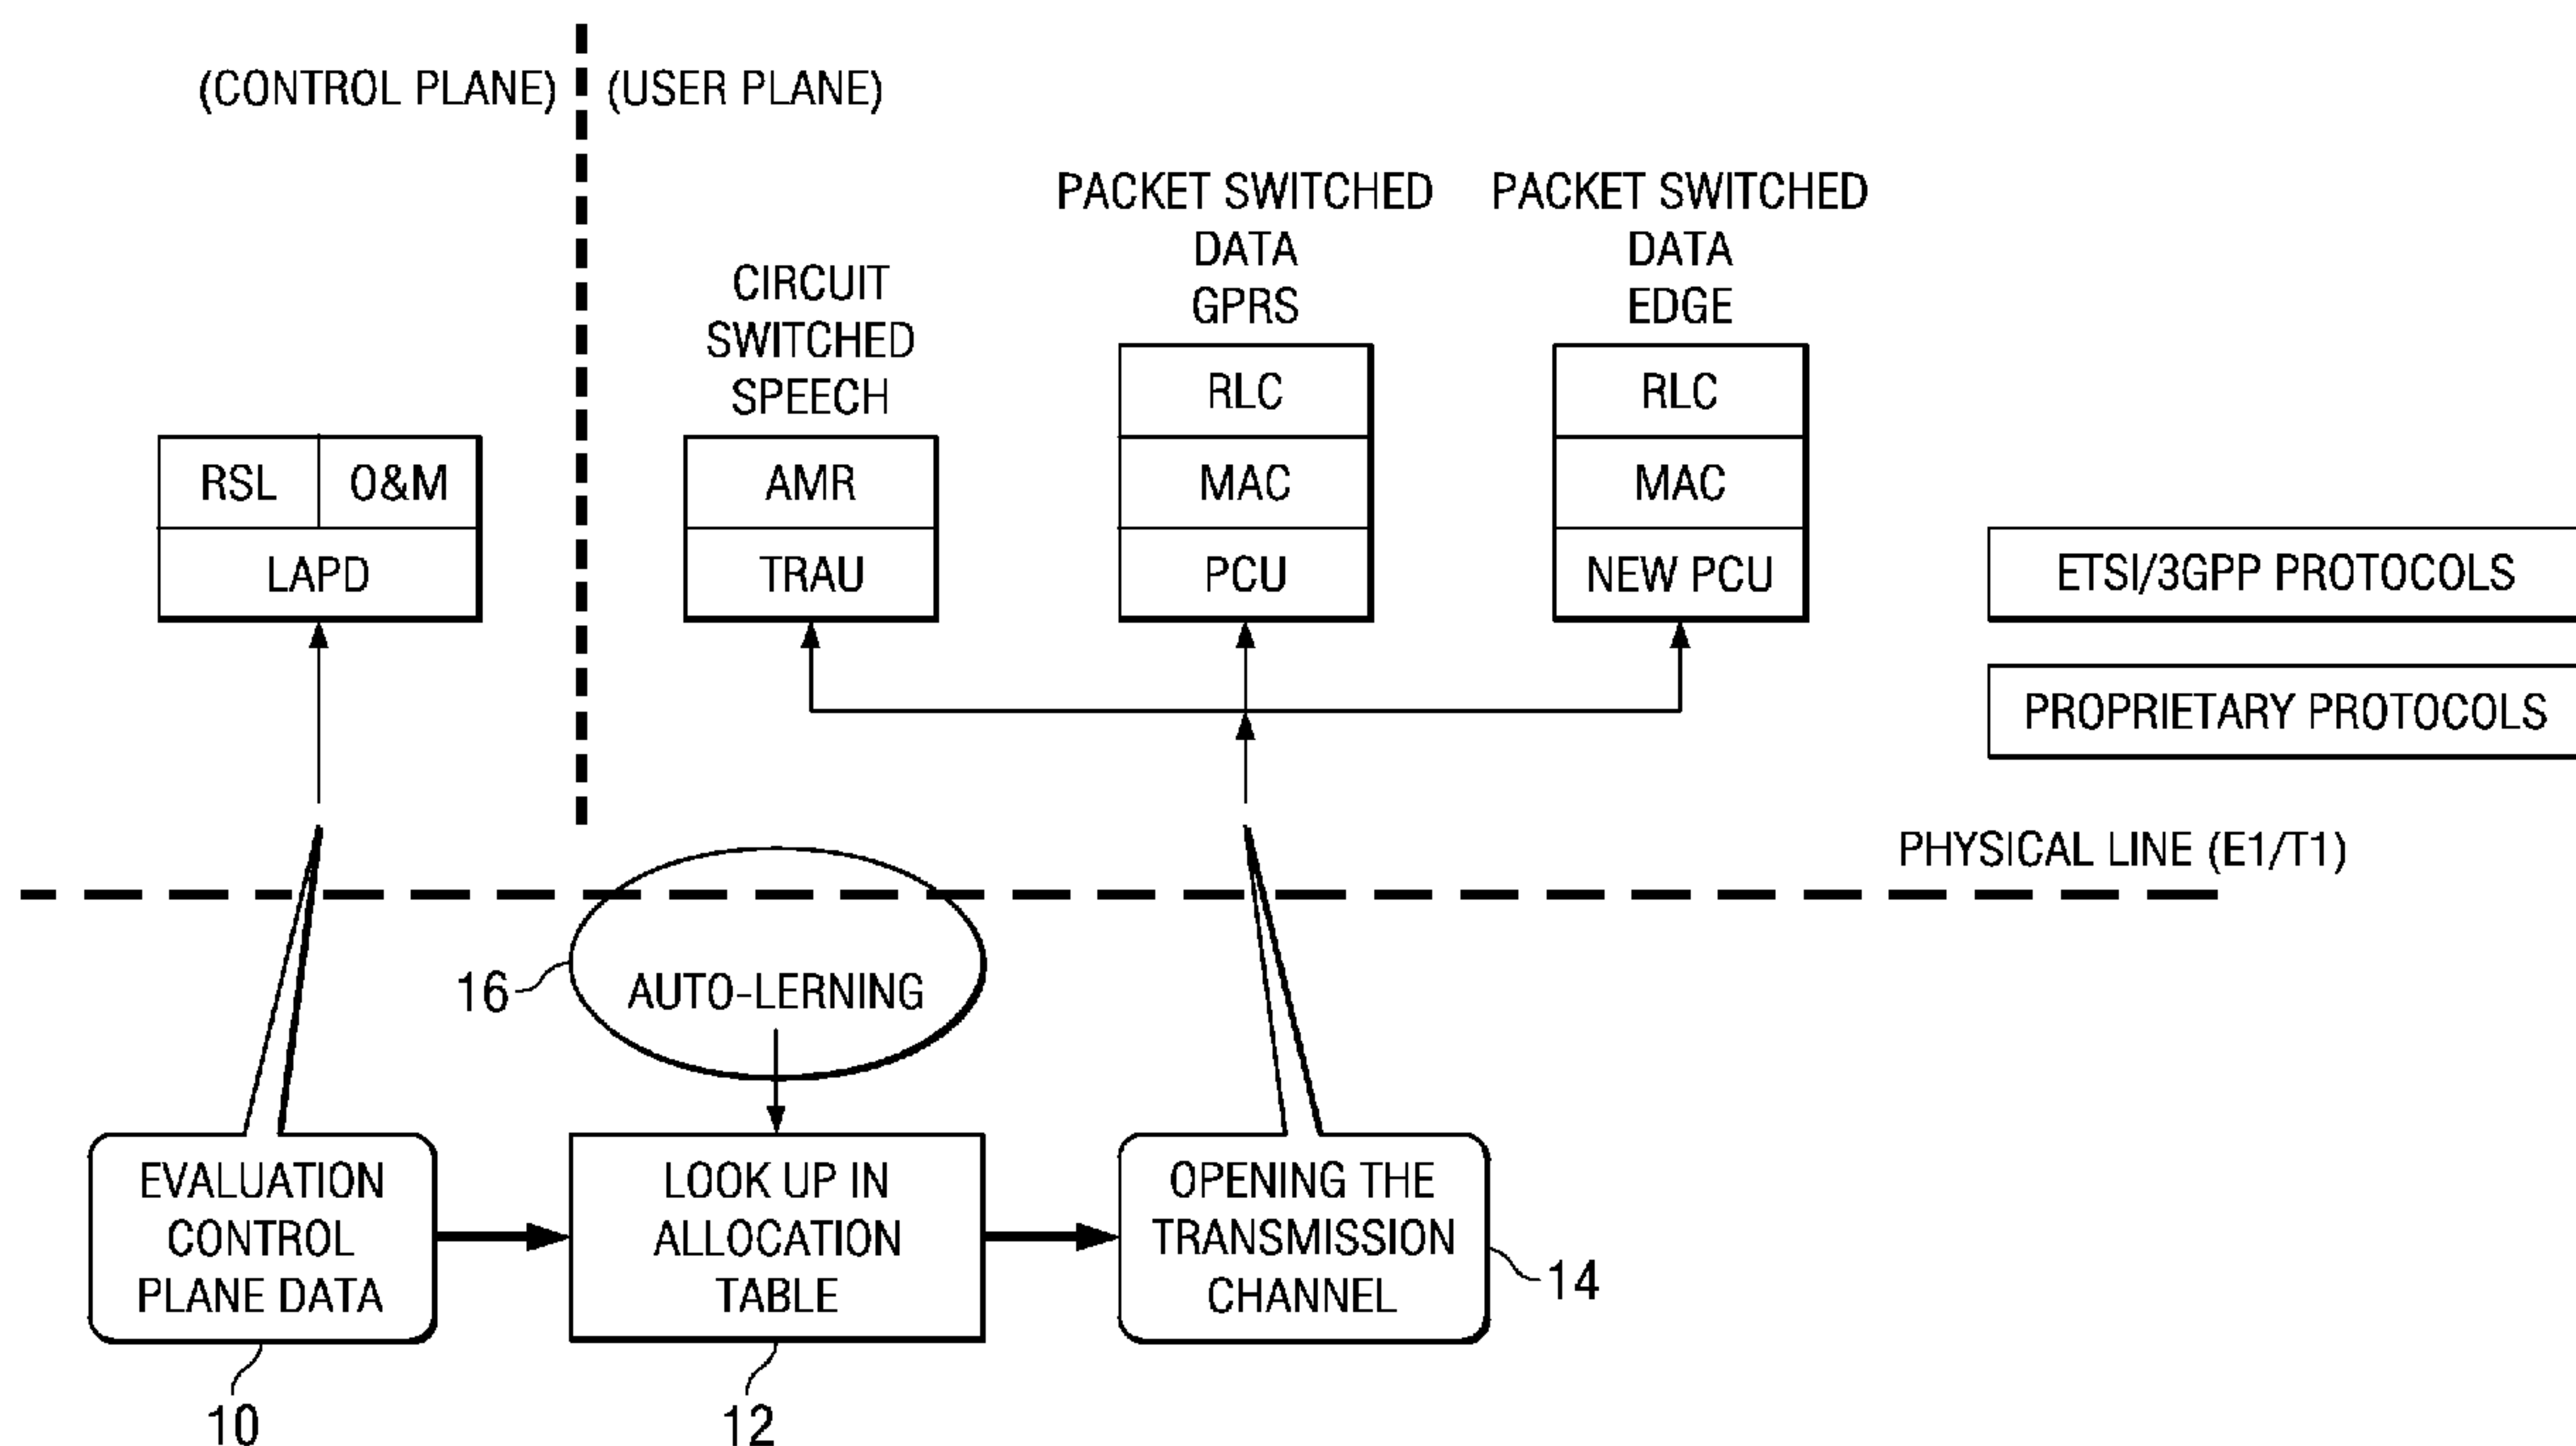 (CONTROL PLANE)
(USER PLANE)
CIRCUIT
SWITCHED
SPEECH
PACKET SWITCHED
DATA
GPRS
PACKET SWITCHED
DATA
EDGE
RSL
O&M
LAPD
AMR
TRAU
RLC
MAC
PCU
RLC
MAC
NEW PCU
ETSI/3GPP PROTOCOLS
PROPRIETARY PROTOCOLS
PHYSICAL LINE (E1/T1)
16
AUTO-LERNING
EVALUATION
CONTROL
PLANE DATA
LOOK UP IN
ALLOCATION
TABLE
OPENING THE
TRANSMISSION
CHANNEL
14
10
12